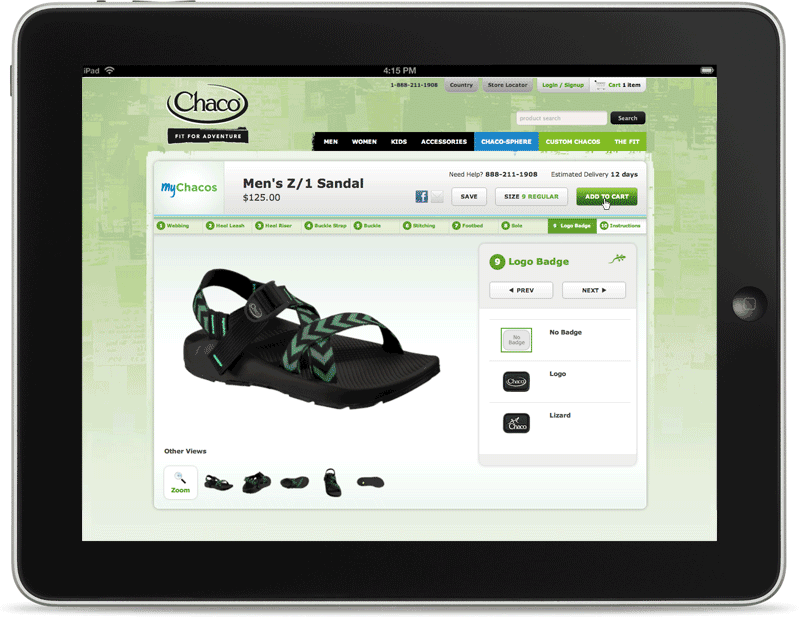 iPad 4:15 PM
1-888-211-1908 Country Store Locator Login / Signup Cart 1 item
Chaco
FIT FOR ADVENTURE
product search Search
MEN WOMEN KIDS ACCESSORIES CHACO-SPHERE CUSTOM CHACOS THE FIT
myChacos
Men's Z/1 Sandal
$125.00
Need Help? 888-211-1908 Estimated Delivery 12 days
SAVE SIZE 9 REGULAR ADD TO CART
1 Webbing 2 Heel Leash 3 Heel Riser 4 Buckle Strap 5 Buckle 6 Stitching 7 Footbed 8 Sole 9 Logo Badge 10 Instructions
9 Logo Badge
◀ PREV NEXT ▶
No Badge
No Badge
Chaco
Logo
Chaco
Lizard
Chaco
Other Views
Zoom